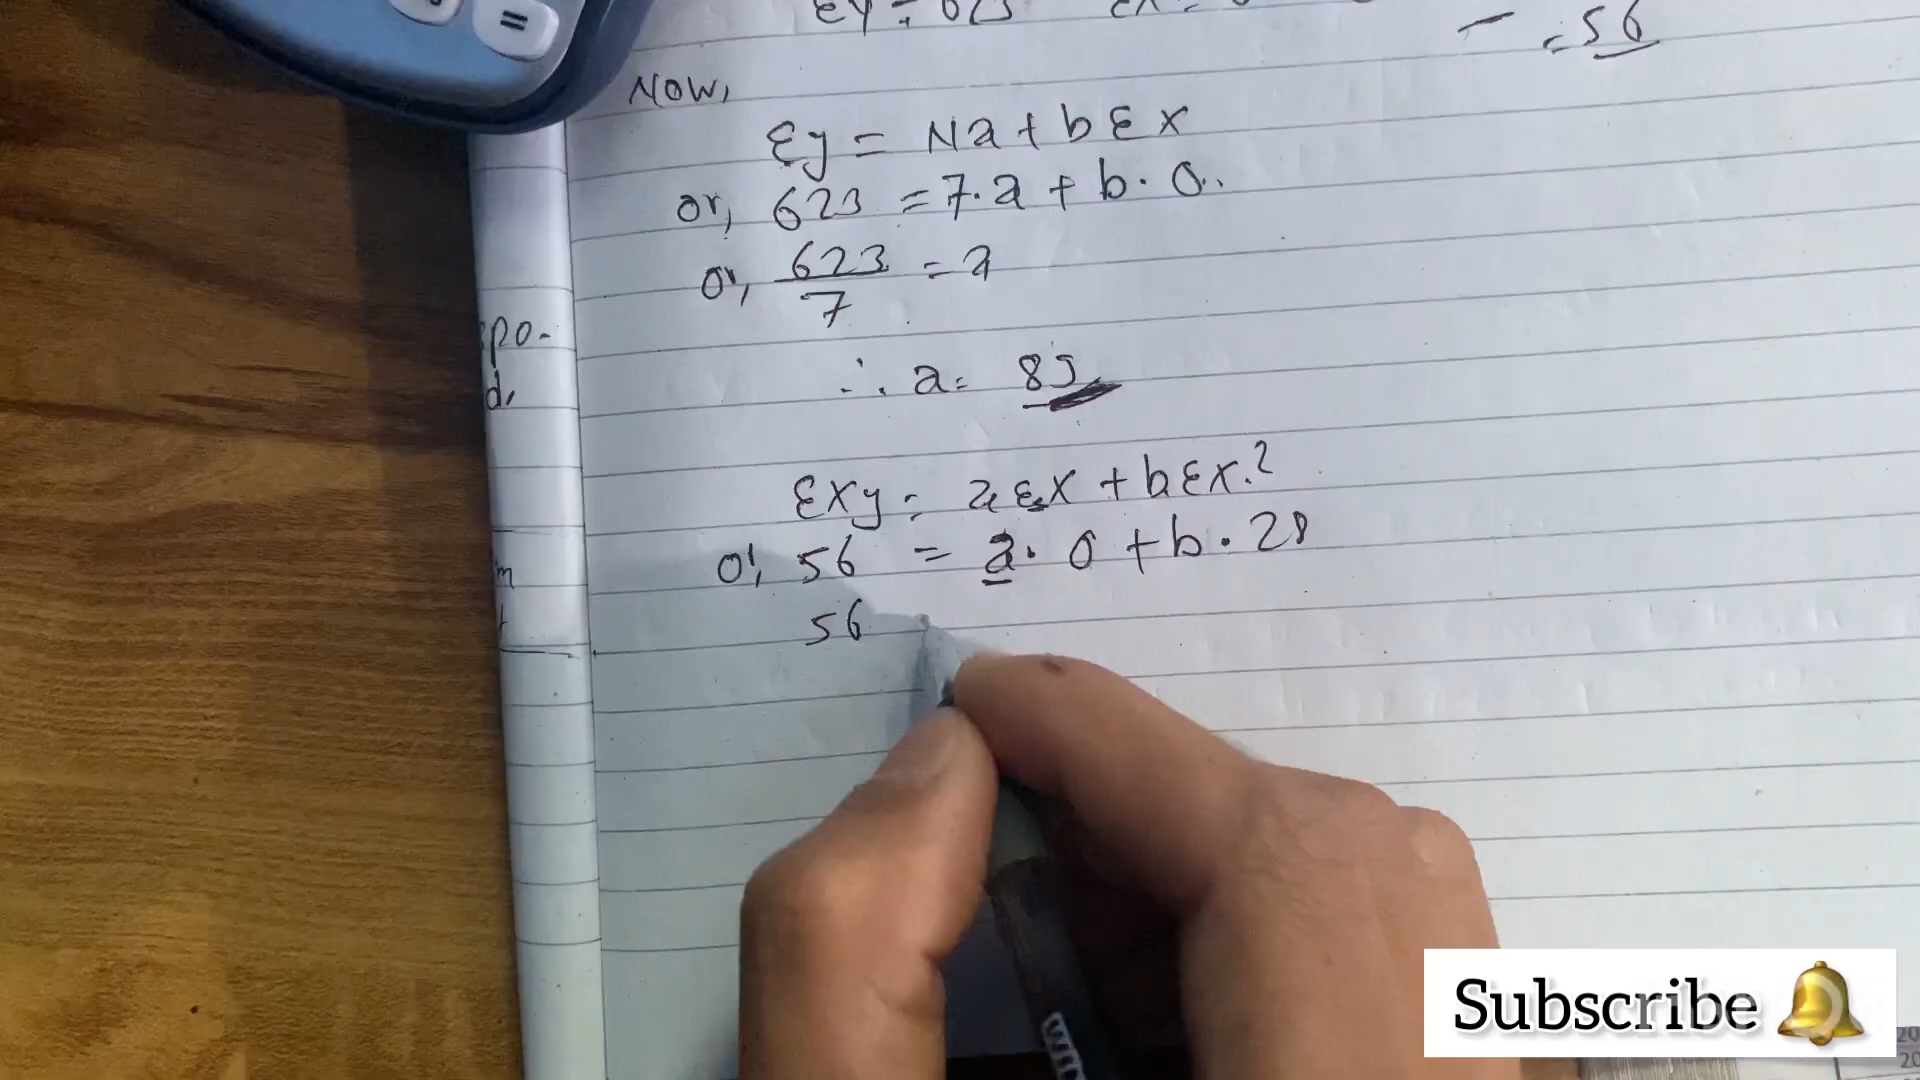 = 56
Now,
Σy = Na + bΣx
or, 623 = 7.a + b. 0.
or, 623/7 = a
∴ a = 89
Σxy = aΣx + bΣx²
or, 56 = a. 0 + b. 28
56
po-
d,
m
=
Subscribe